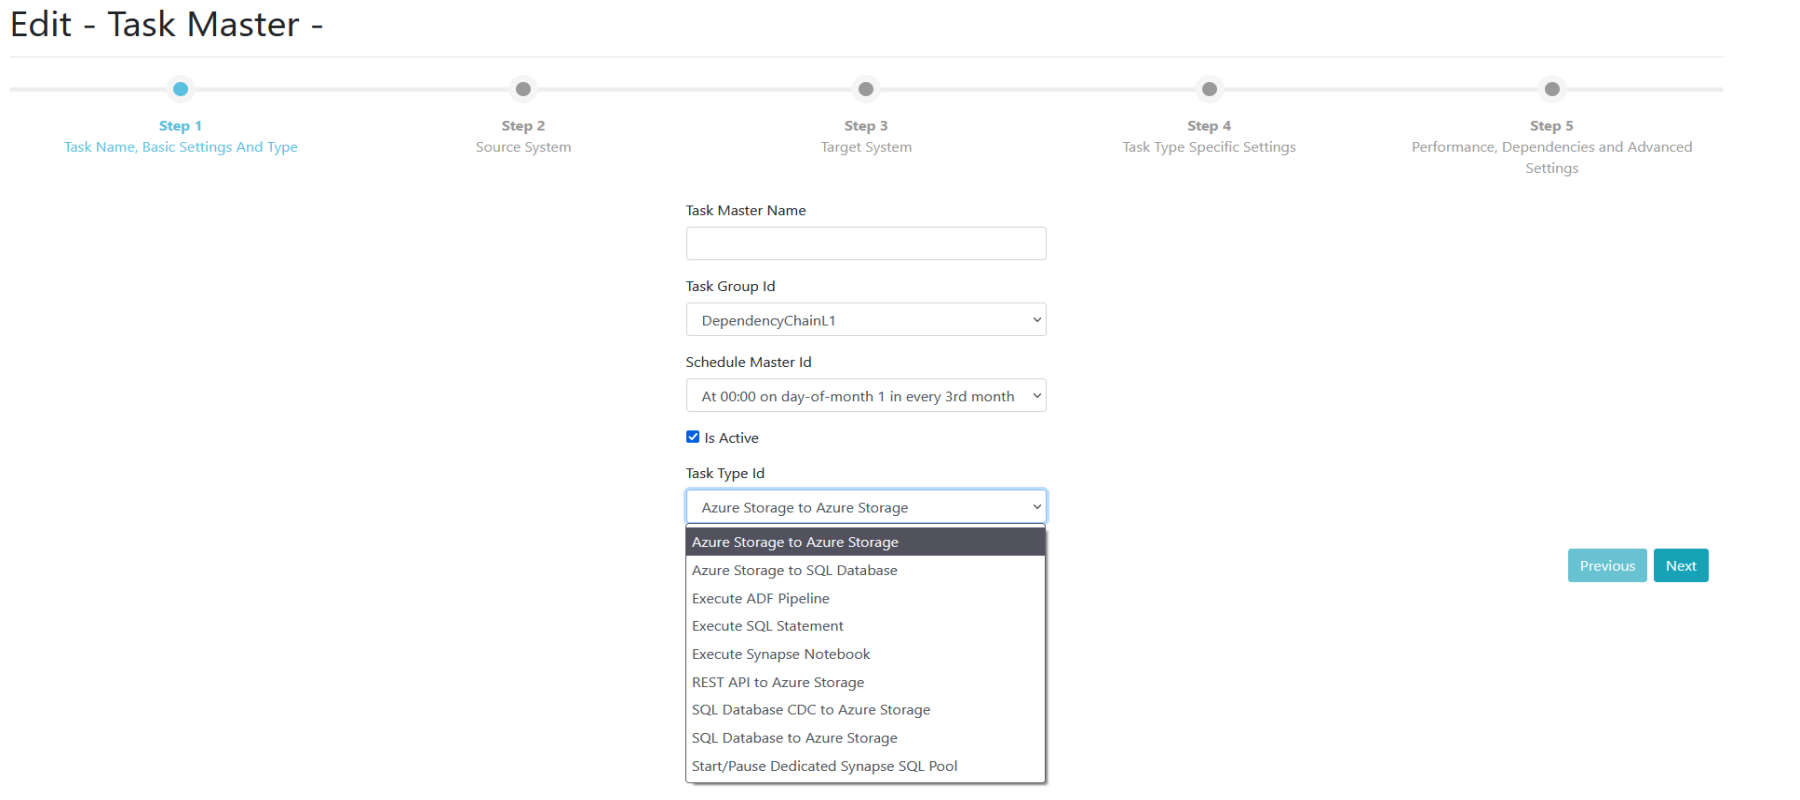 Edit - Task Master -
Step 1
Task Name, Basic Settings And Type
Step 2
Source System
Step 3
Target System
Step 4
Task Type Specific Settings
Step 5
Performance, Dependencies and Advanced
Settings
Task Master Name
Task Group Id
DependencyChainL1
Schedule Master Id
At 00:00 on day-of-month 1 in every 3rd month
Is Active
Task Type Id
Azure Storage to Azure Storage
Azure Storage to Azure Storage
Azure Storage to SQL Database
Execute ADF Pipeline
Execute SQL Statement
Execute Synapse Notebook
REST API to Azure Storage
SQL Database CDC to Azure Storage
SQL Database to Azure Storage
Start/Pause Dedicated Synapse SQL Pool
Previous
Next